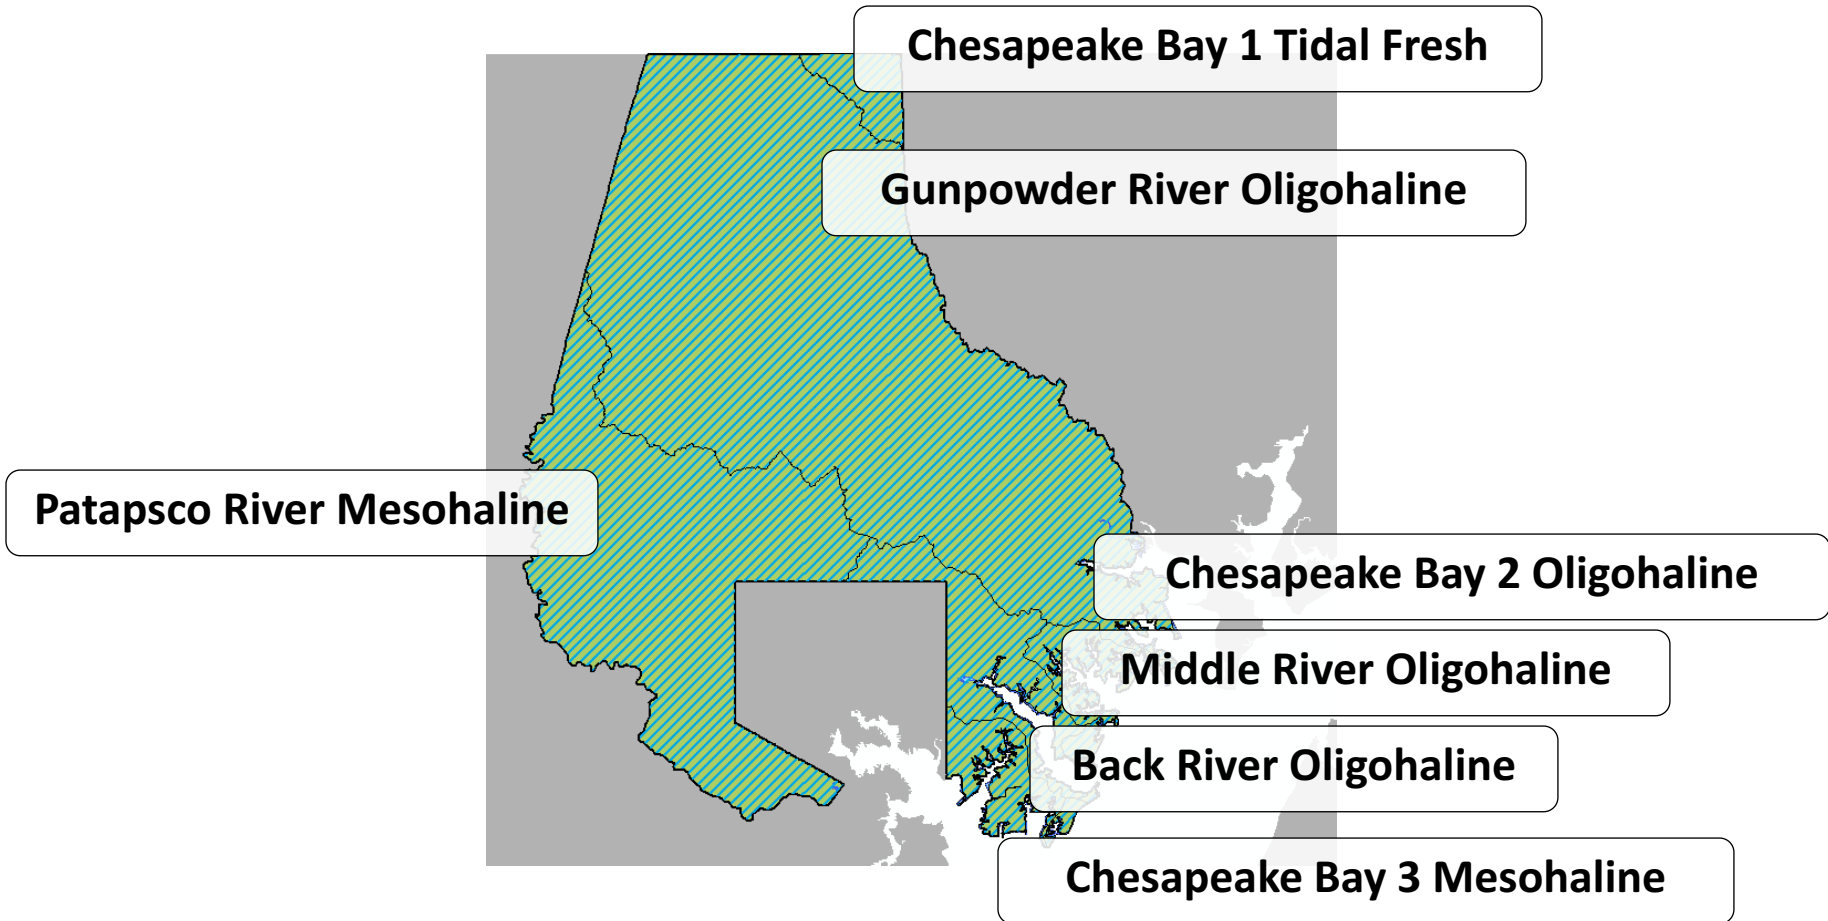 Chesapeake Bay 1 Tidal Fresh
Gunpowder River Oligohaline
Patapsco River Mesohaline
Chesapeake Bay 2 Oligohaline
Middle River Oligohaline
Back River Oligohaline
Chesapeake Bay 3 Mesohaline